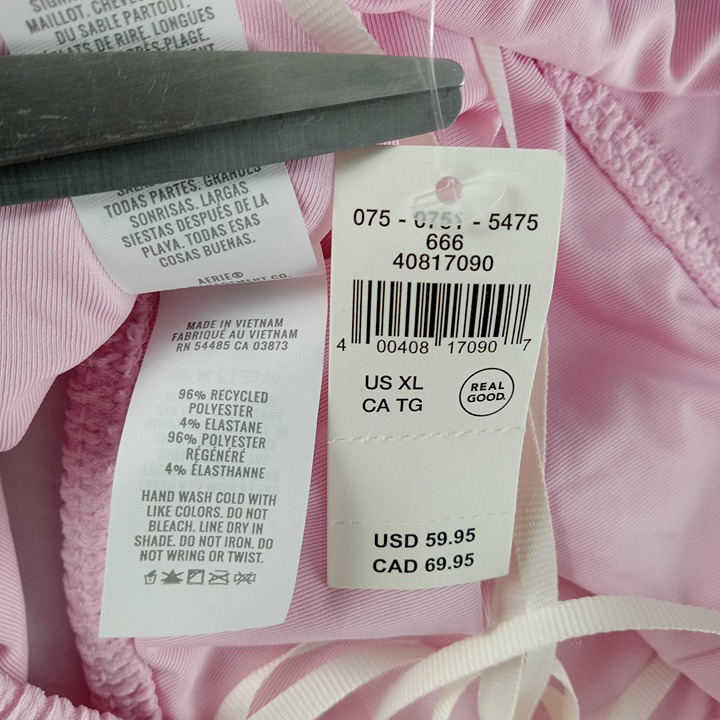 MAILLOT. CHEVEUX
DU SABLE PARTOUT.
DE RIRE. LONGUES
TODAS PARTES. GRANDES
SONRISAS. LARGAS
SIESTAS DESPUÉS DE LA
PLAYA. TODAS ESAS
COSAS BUENAS.
AERIE®
CO.
MADE IN VIETNAM
FABRIQUÉ AU VIETNAM
RN 54485 CA 03873
96% RECYCLED
POLYESTER
4% ELASTANE
96% POLYESTER
RÉGÉNÉRÉ
4% ÉLASTHANNE
HAND WASH COLD WITH
LIKE COLORS. DO NOT
BLEACH. LINE DRY IN
SHADE. DO NOT IRON. DO
NOT WRING OR TWIST.
075 - 0751 - 5475
666
40817090
4 00408 17090 7
US XL
CA TG
REAL
GOOD.
USD 59.95
CAD 69.95